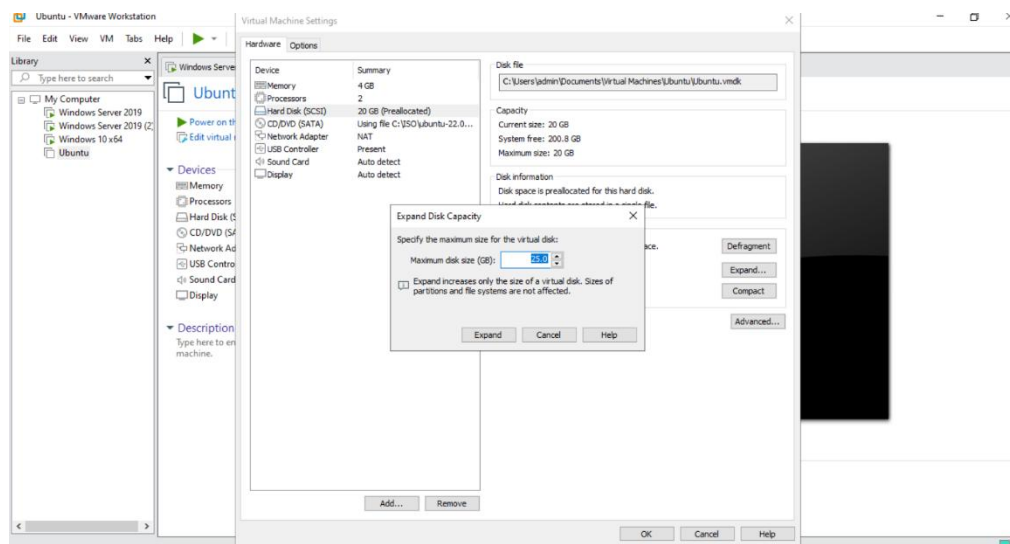 Ubuntu - VMware Workstation
File Edit View VM Tabs Help
Library
Type here to search
My Computer
Windows Server 2019
Windows Server 2019 (2)
Windows 10 x64
Ubuntu
Windows Serve
Ubunt
Power on th
Edit virtual
Devices
Memory
Processors
Hard Disk (S
CD/DVD (SA
Network Ad
USB Contro
Sound Card
Display
Description
Type here to en
machine.
Virtual Machine Settings
Hardware Options
Device Summary
Memory 4 GB
Processors 2
Hard Disk (SCSI) 20 GB (Preallocated)
CD/DVD (SATA) Using file C:\ISO\ubuntu-22.0...
Network Adapter NAT
USB Controller Present
Sound Card Auto detect
Display Auto detect
Add... Remove
Disk file
C:\Users\admin\Documents\Virtual Machines\Ubuntu\Ubuntu.vmdk
Capacity
Current size: 20 GB
System free: 200.8 GB
Maximum size: 20 GB
Disk information
Disk space is preallocated for this hard disk.
Hard disk contents are stored in a single file.
ace.
Defragment
Expand...
Compact
Advanced...
Expand Disk Capacity
Specify the maximum size for the virtual disk:
Maximum disk size (GB): 25.0
Expand increases only the size of a virtual disk. Sizes of
partitions and file systems are not affected.
Expand Cancel Help
OK Cancel Help